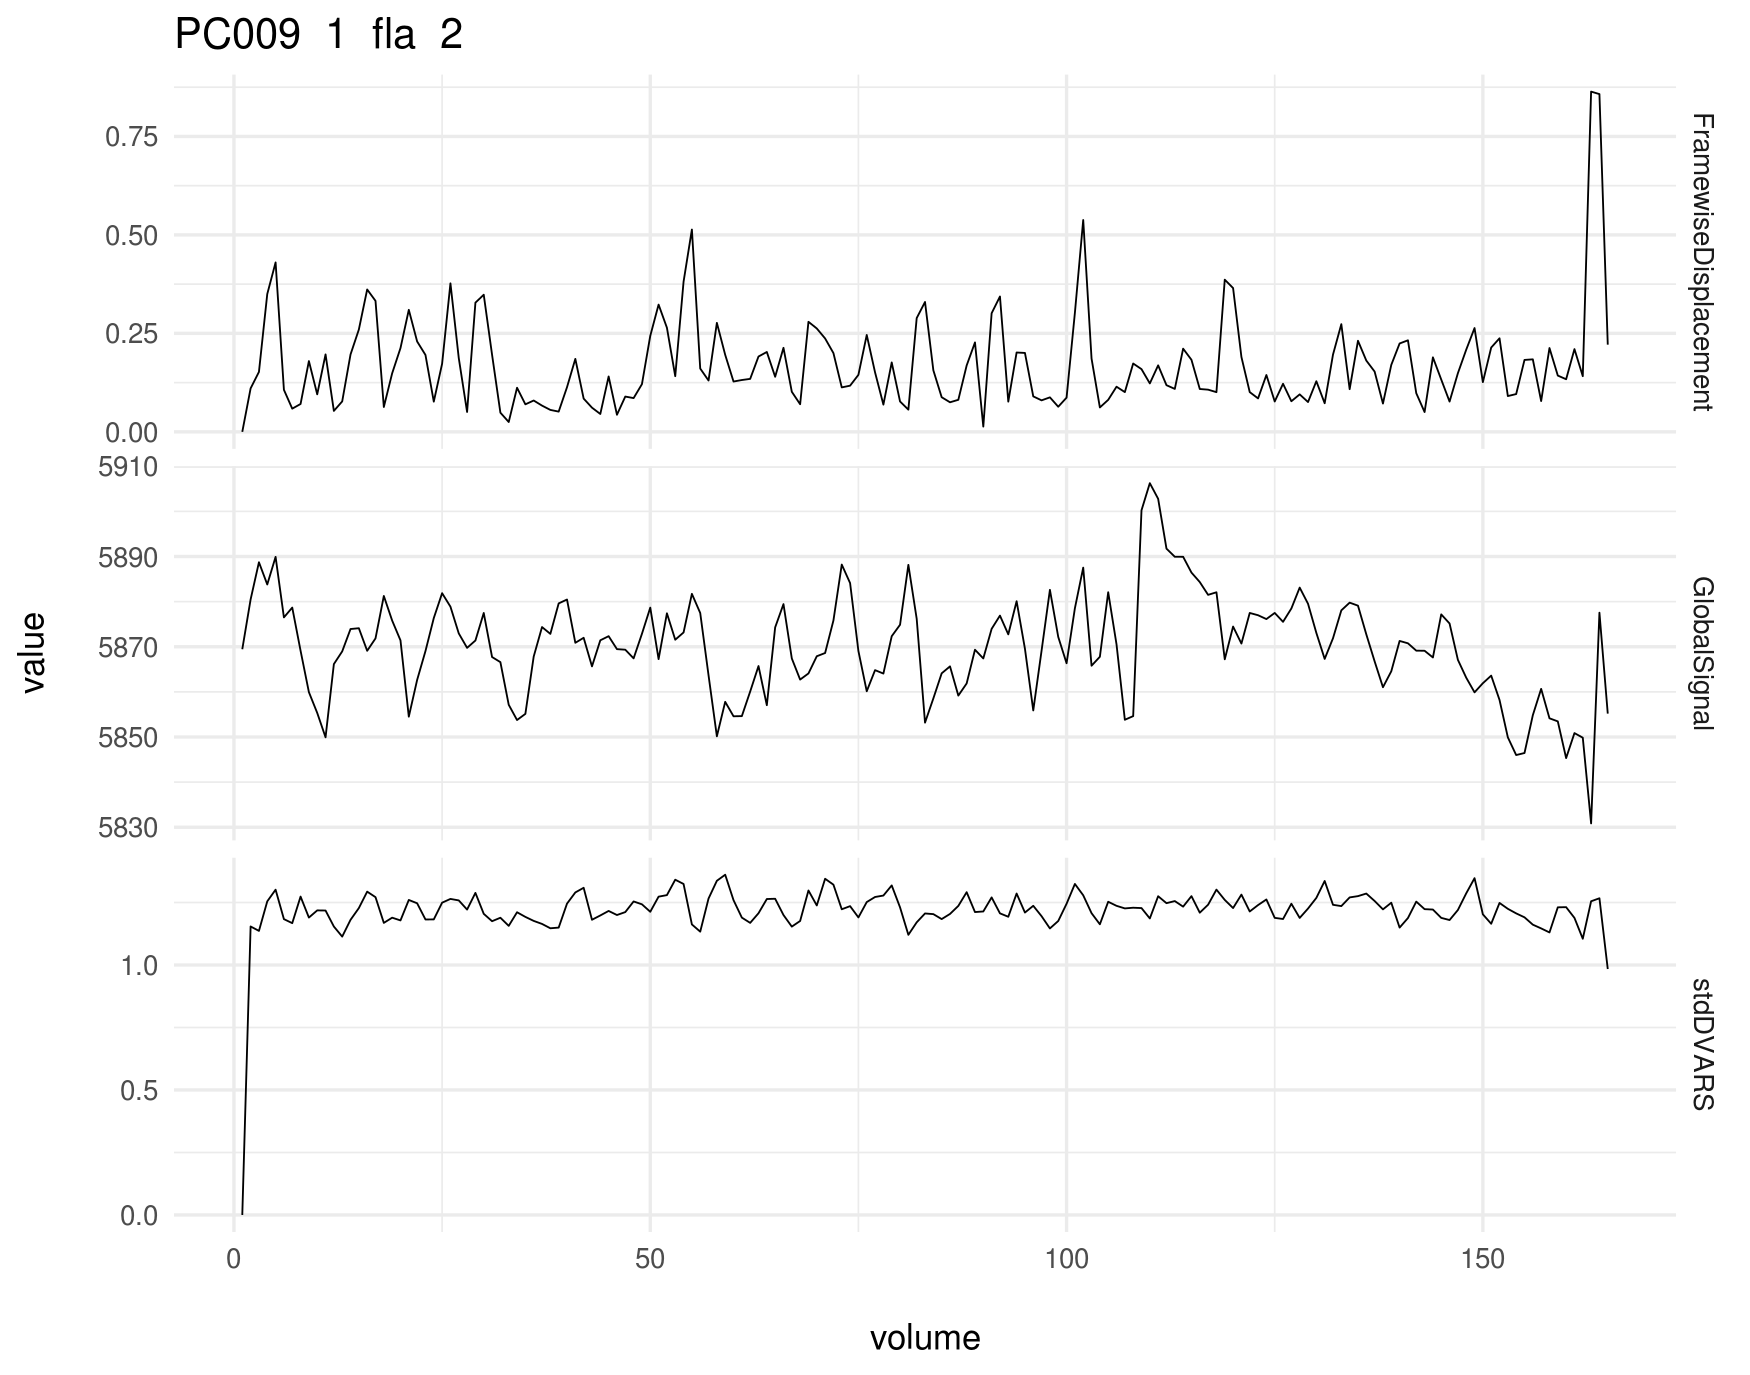 PC009 1 fla 2
0.75
0.50
0.25
0.00
FramewiseDisplacement
5910
5890
5870
5850
5830
GlobalSignal
value
1.0
0.5
0.0
stdDVARS
0 50 100 150
volume